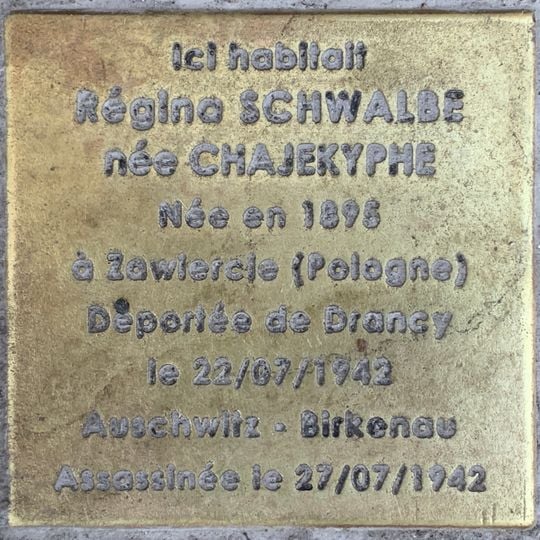 Ici habitait
Régina SCHWALBE
née CHAJEKYPHE
Née en 1895
à Zawiercie (Pologne)
Déportée de Drancy
le 22/07/1942
Auschwitz - Birkenau
Assassinée le 27/07/1942